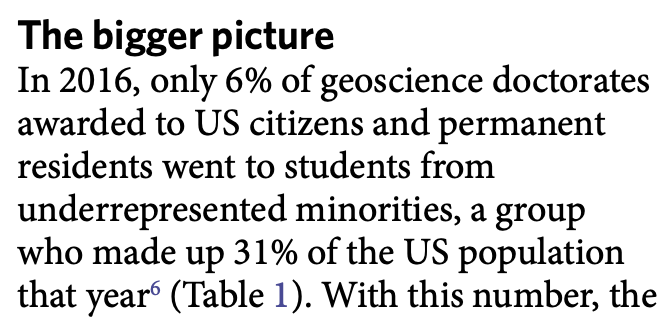 The bigger picture
In 2016, only 6% of geoscience doctorates
awarded to US citizens and permanent
residents went to students from
underrepresented minorities, a group
who made up 31% of the US population
that year⁶ (Table 1). With this number, the